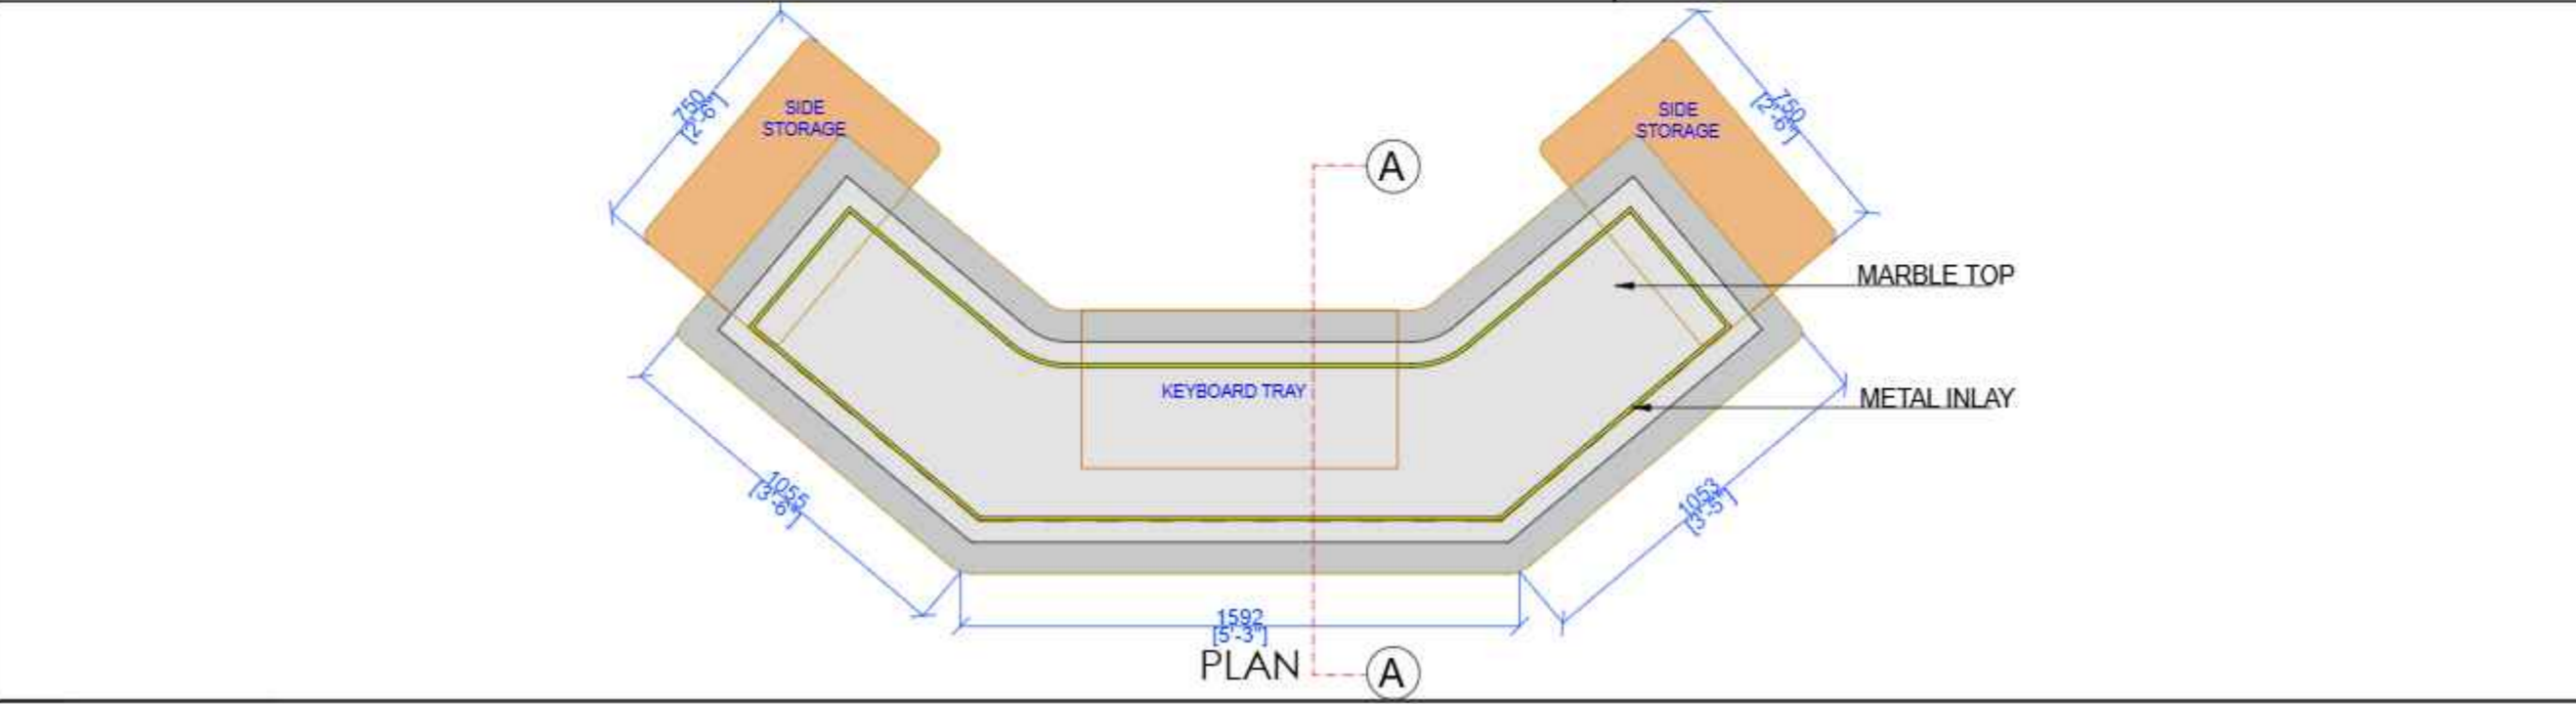 750
[2'-6"]
SIDE
STORAGE
A
SIDE
STORAGE
750
[2'-6"]
MARBLE TOP
KEYBOARD TRAY
METAL INLAY
1055
[3'-6"]
1053
[3'-5"]
1592
[5'-3"]
PLAN
A